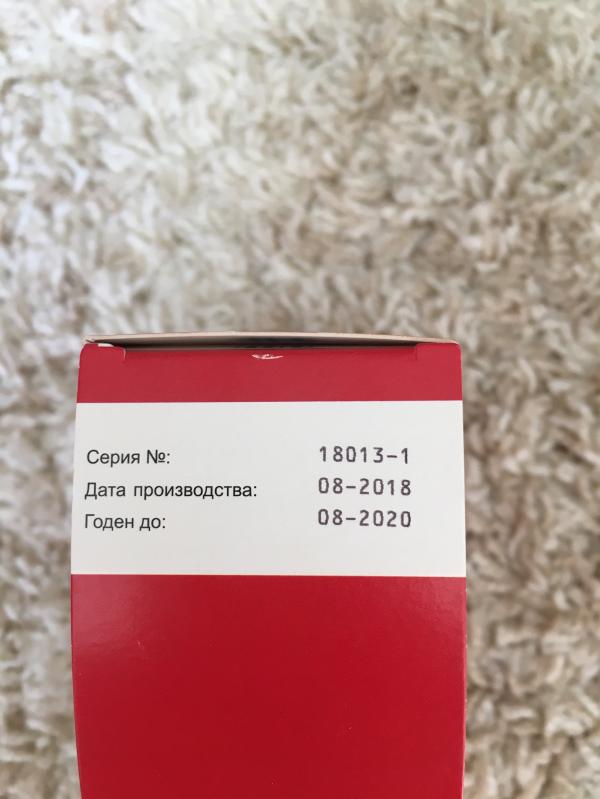 Серия №: 18013-1
Дата производства: 08-2018
Годен до: 08-2020